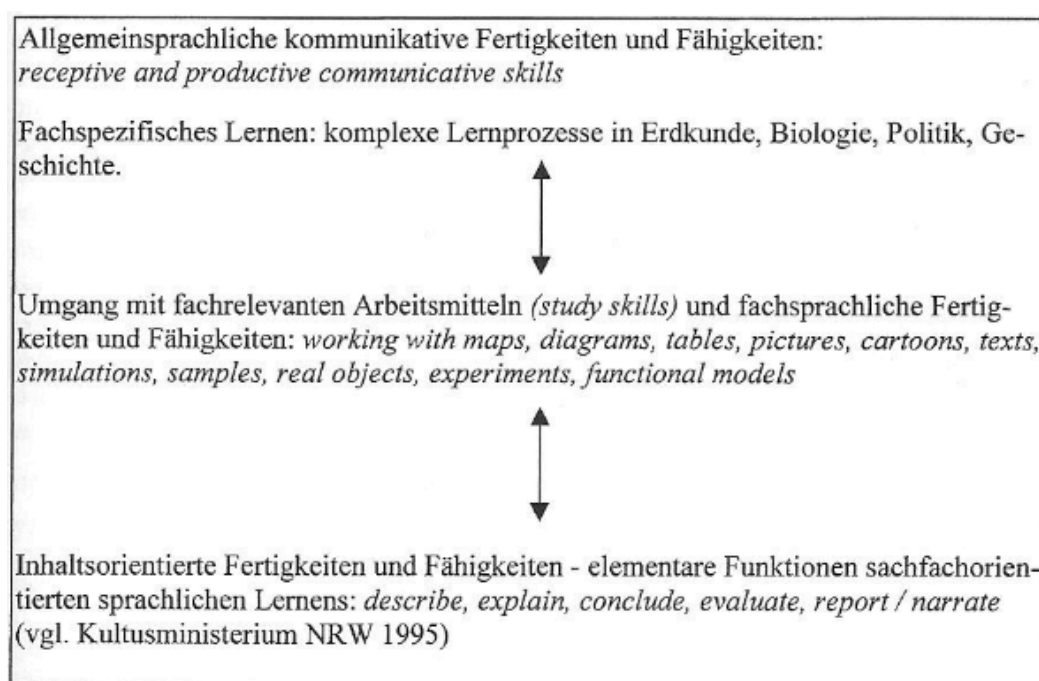 Allgemeinsprachliche kommunikative Fertigkeiten und Fähigkeiten:
receptive and productive communicative skills
Fachspezifisches Lernen: komplexe Lernprozesse in Erdkunde, Biologie, Politik, Ge-
schichte.
Umgang mit fachrelevanten Arbeitsmitteln (study skills) und fachsprachliche Fertig-
keiten und Fähigkeiten: working with maps, diagrams, tables, pictures, cartoons, texts,
simulations, samples, real objects, experiments, functional models
Inhaltsorientierte Fertigkeiten und Fähigkeiten - elementare Funktionen sachfachorien-
tierten sprachlichen Lernens: describe, explain, conclude, evaluate, report / narrate
(vgl. Kultusministerium NRW 1995)